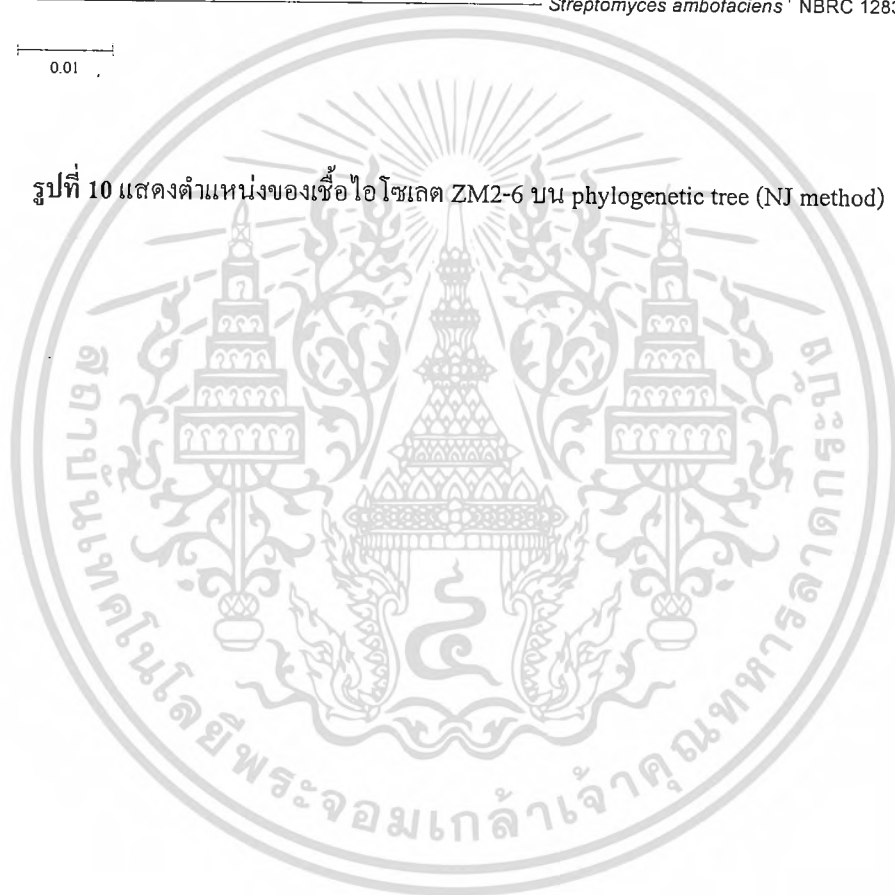 Streptomyces ambofaciens T NBRC 1283
0.01
รูปที่ 10 แสดงตำแหน่งของเชื้อไอโซเลต ZM2-6 บน phylogenetic tree (NJ method)
สถาบันเทคโนโลยีพระจอมเกล้าเจ้าคุณทหารลาดกระบัง
๔